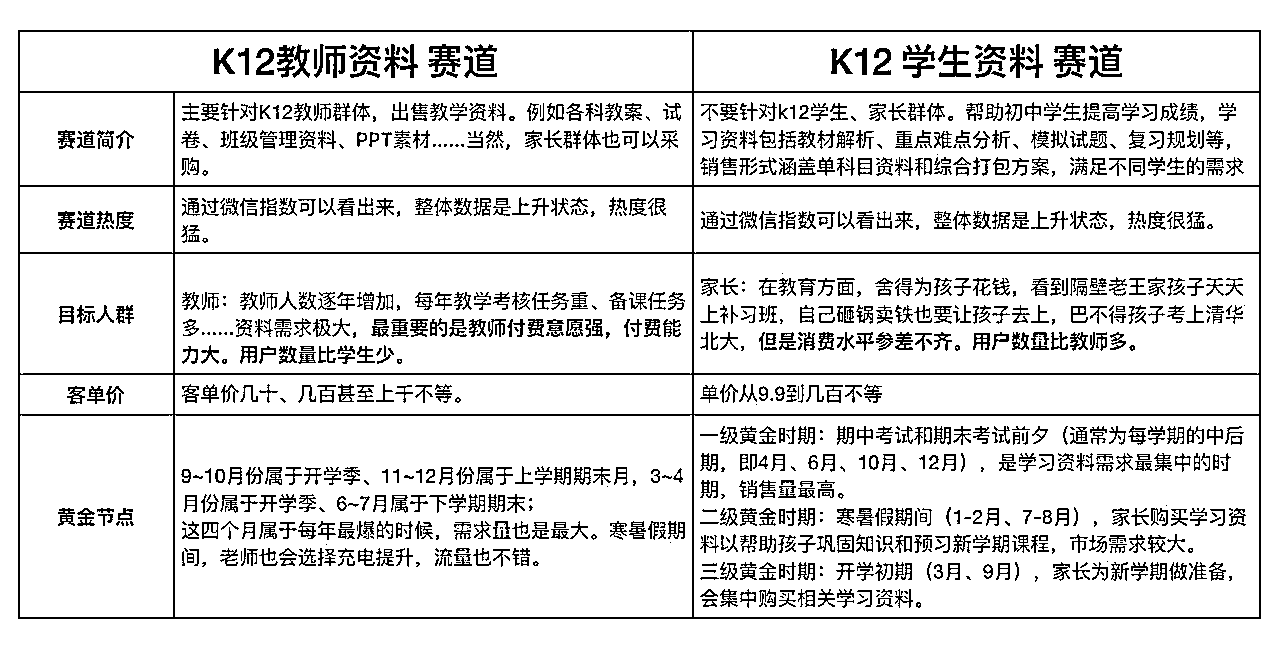 K12教师资料 赛道
K12 学生资料 赛道
赛道简介
主要针对K12教师群体，出售教学资料。例如各科教案、试
卷、班级管理资料、PPT素材......当然，家长群体也可以采
购。
不要针对k12学生、家长群体。帮助初中学生提高学习成绩，学
习资料包括教材解析、重点难点分析、模拟试题、复习规划等，
销售形式涵盖单科目资料和综合打包方案，满足不同学生的需求
赛道热度
通过微信指数可以看出来，整体数据是上升状态，热度很
猛。
通过微信指数可以看出来，整体数据是上升状态，热度很猛。
目标人群
教师：教师人数逐年增加，每年教学考核任务重、备课任务
多......资料需求极大，最重要的是教师付费意愿强，付费能
力大。用户数量比学生少。
家长：在教育方面，舍得为孩子花钱，看到隔壁老王家孩子天天
上补习班，自己砸锅卖铁也要让孩子去上，巴不得孩子考上清华
北大，但是消费水平参差不齐。用户数量比教师多。
客单价
客单价几十、几百甚至上千不等。
单价从9.9到几百不等
黄金节点
9~10月份属于开学季、11~12月份属于上学期期末月，3~4
月份属于开学季、6~7月属于下学期期末；
这四个月属于每年最爆的时候，需求量也是最大。寒暑假期
间，老师也会选择充电提升，流量也不错。
一级黄金时期：期中考试和期末考试前夕（通常为每学期的中后
期，即4月、6月、10月、12月），是学习资料需求最集中的时
期，销售量最高。
二级黄金时期：寒暑假期间（1-2月、7-8月），家长购买学习资
料以帮助孩子巩固知识和预习新学期课程，市场需求较大。
三级黄金时期：开学初期（3月、9月），家长为新学期做准备，
会集中购买相关学习资料。